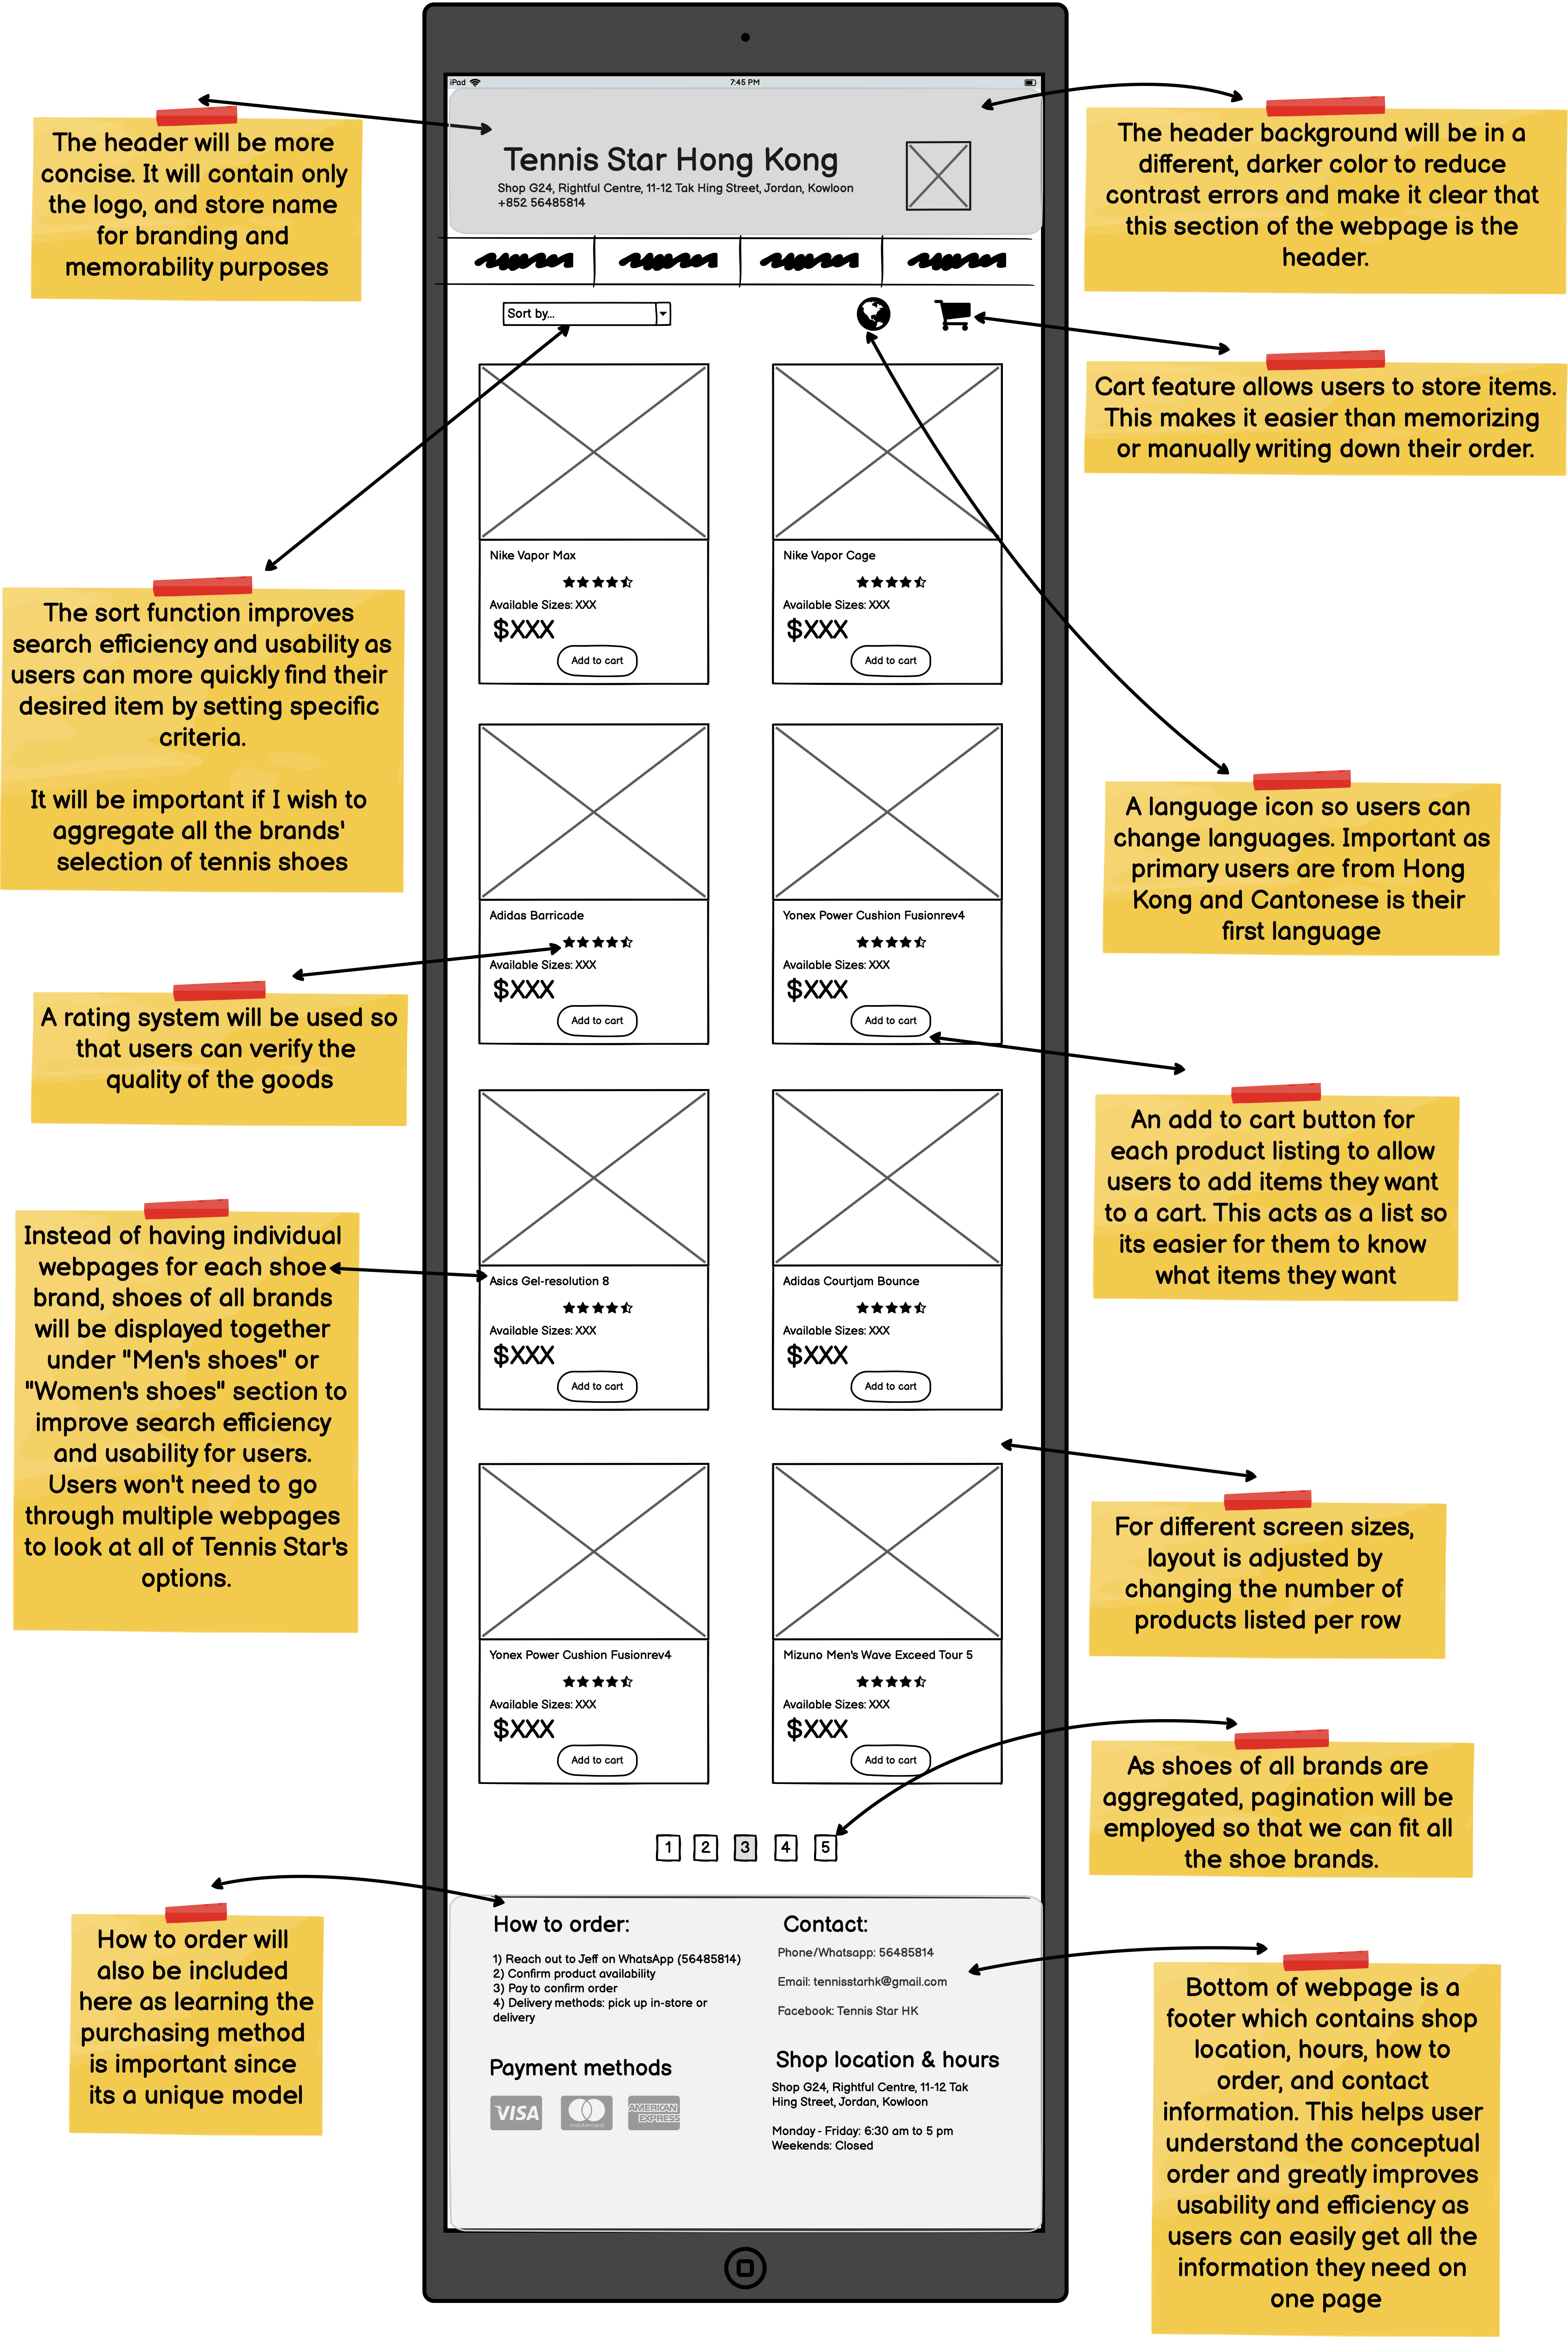 iPad
7:45 PM
Tennis Star Hong Kong
Shop G24, Rightful Centre, 11-12 Tak Hing Street, Jordan, Kowloon
+852 56485814
The header will be more
concise. It will contain only
the logo, and store name
for branding and
memorability purposes
The header background will be in a
different, darker color to reduce
contrast errors and make it clear that
this section of the webpage is the
header.
Sort by...
Cart feature allows users to store items.
This makes it easier than memorizing
or manually writing down their order.
Nike Vapor Max
Available Sizes: XXX
$XXX
Add to cart
Nike Vapor Cage
Available Sizes: XXX
$XXX
Add to cart
The sort function improves
search efficiency and usability as
users can more quickly find their
desired item by setting specific
criteria.
It will be important if I wish to
aggregate all the brands'
selection of tennis shoes
A language icon so users can
change languages. Important as
primary users are from Hong
Kong and Cantonese is their
first language
Adidas Barricade
Available Sizes: XXX
$XXX
Add to cart
Yonex Power Cushion Fusionrev4
Available Sizes: XXX
$XXX
Add to cart
A rating system will be used so
that users can verify the
quality of the goods
An add to cart button for
each product listing to allow
users to add items they want
to a cart. This acts as a list so
its easier for them to know
what items they want
Instead of having individual
webpages for each shoe
brand, shoes of all brands
will be displayed together
under "Men's shoes" or
"Women's shoes" section to
improve search efficiency
and usability for users.
Users won't need to go
through multiple webpages
to look at all of Tennis Star's
options.
Asics Gel-resolution 8
Available Sizes: XXX
$XXX
Add to cart
Adidas Courtjam Bounce
Available Sizes: XXX
$XXX
Add to cart
For different screen sizes,
layout is adjusted by
changing the number of
products listed per row
Yonex Power Cushion Fusionrev4
Available Sizes: XXX
$XXX
Add to cart
Mizuno Men's Wave Exceed Tour 5
Available Sizes: XXX
$XXX
Add to cart
As shoes of all brands are
aggregated, pagination will be
employed so that we can fit all
the shoe brands.
1 2 3 4 5
How to order will
also be included
here as learning the
purchasing method
is important since
its a unique model
How to order:
1) Reach out to Jeff on WhatsApp (56485814)
2) Confirm product availability
3) Pay to confirm order
4) Delivery methods: pick up in-store or
delivery
Payment methods
VISA
mastercard
AMERICAN
EXPRESS
Contact:
Phone/Whatsapp: 56485814
Email: tennisstarhk@gmail.com
Facebook: Tennis Star HK
Shop location & hours
Shop G24, Rightful Centre, 11-12 Tak
Hing Street, Jordan, Kowloon
Monday - Friday: 6:30 am to 5 pm
Weekends: Closed
Bottom of webpage is a
footer which contains shop
location, hours, how to
order, and contact
information. This helps user
understand the conceptual
order and greatly improves
usability and efficiency as
users can easily get all the
information they need on
one page